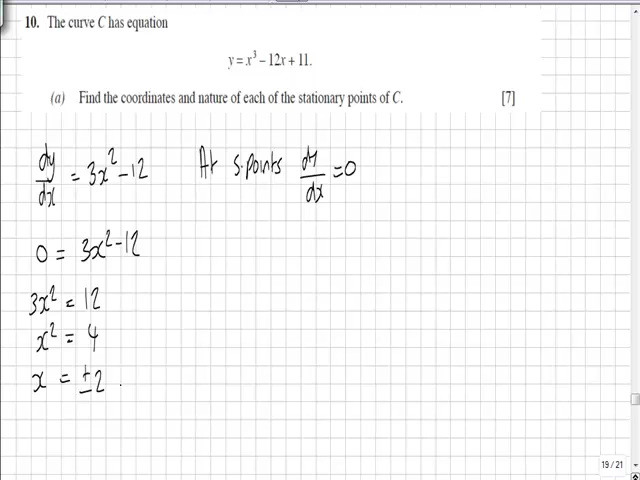 10. The curve C has equation
y = x³ – 12x + 11.
(a) Find the coordinates and nature of each of the stationary points of C. [7]
dy/dx = 3x² - 12 At s.points dy/dx = 0
0 = 3x² - 12
3x² = 12
x² = 4
x = ±2
19 / 21